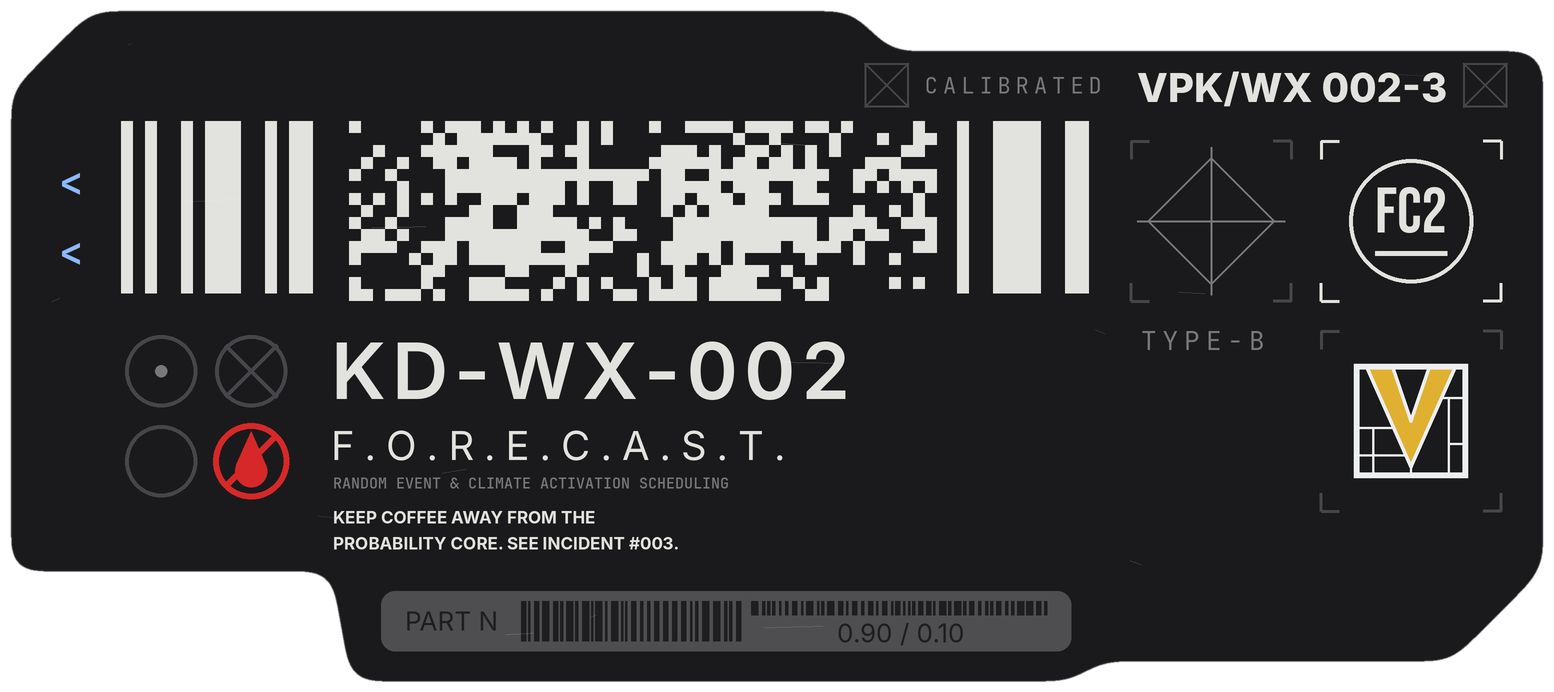 CALIBRATED VPK/WX 002-3
<
<
FC2
TYPE-B
KD-WX-002
F.O.R.E.C.A.S.T.
RANDOM EVENT & CLIMATE ACTIVATION SCHEDULING
KEEP COFFEE AWAY FROM THE
PROBABILITY CORE. SEE INCIDENT #003.
V
PART N
0.90 / 0.10